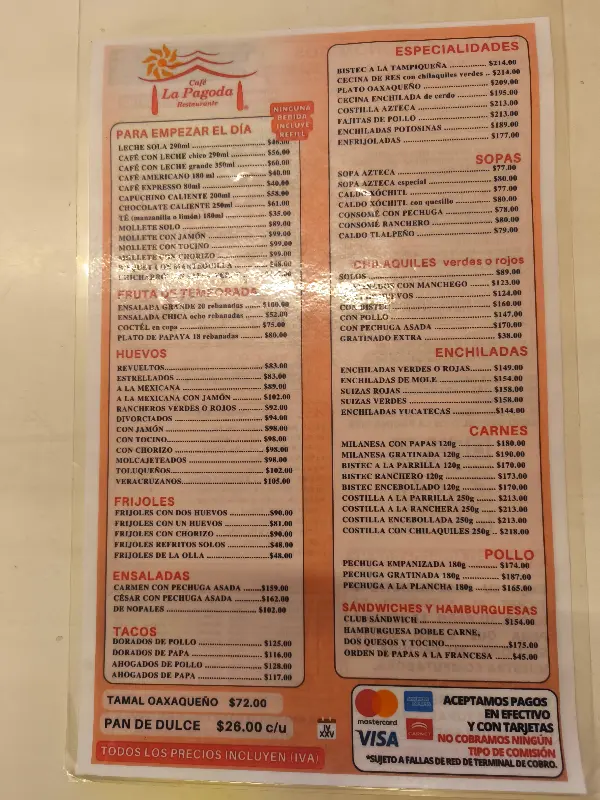 Café
La Pagoda
Restaurante
NINGUNA
BEBIDA
INCLUYE
REFILL
PARA EMPEZAR EL DÍA
LECHE SOLA 290ml
CAFÉ CON LECHE chico 290ml $56.00
CAFÉ CON LECHE grande 350ml $60.00
CAFÉ AMERICANO 180 ml $40.00
CAFÉ EXPRESSO 80ml $40.00
CAPUCHINO CALIENTE 200ml $58.00
CHOCOLATE CALIENTE 250ml $61.00
TÉ (manzanilla o limón) 180ml $35.00
MOLLETE SOLO $89.00
MOLLETE CON JAMÓN $99.00
MOLLETE CON TOCINO $99.00
MOLLETE CON CHORIZO $99.00
CON MANTEQUILLA
FRUTA DE TEMPORADA
ENSALADA GRANDE 20 rebanadas $100.00
ENSALADA CHICA ocho rebanadas $52.00
COCTÉL en copa $75.00
PLATO DE PAPAYA 18 rebanadas $80.00
HUEVOS
REVUELTOS $83.00
ESTRELLADOS $83.00
A LA MEXICANA $89.00
A LA MEXICANA CON JAMÓN $102.00
RANCHEROS VERDES O ROJOS $92.00
DIVORCIADOS $94.00
CON JAMÓN $98.00
CON TOCINO $98.00
CON CHORIZO $98.00
MOLCAJETEADOS $98.00
TOLUQUEÑOS $102.00
VERACRUZANOS $105.00
FRIJOLES
FRIJOLES CON DOS HUEVOS $90.00
FRIJOLES CON UN HUEVOS $81.00
FRIJOLES CON CHORIZO $90.00
FRIJOLES REFRITOS SOLOS $48.00
FRIJOLES DE LA OLLA $48.00
ENSALADAS
CARMEN CON PECHUGA ASADA $159.00
CÉSAR CON PECHUGA ASADA $162.00
DE NOPALES $102.00
TACOS
DORADOS DE POLLO $125.00
DORADOS DE PAPA $116.00
AHOGADOS DE POLLO $128.00
AHOGADOS DE PAPA $117.00
TAMAL OAXAQUEÑO $72.00
PAN DE DULCE $26.00 c/u
IV
XXV
TODOS LOS PRECIOS INCLUYEN (IVA)
ESPECIALIDADES
BISTEC A LA TAMPIQUEÑA $214.00
CECINA DE RES con chilaquiles verdes $214.00
PLATO OAXAQUEÑO $209.00
CECINA ENCHILADA de cerdo $195.00
COSTILLA AZTECA $213.00
FAJITAS DE POLLO $213.00
ENCHILADAS POTOSINAS $189.00
ENFRIJOLADAS $177.00
SOPAS
SOPA AZTECA $77.00
SOPA AZTECA especial $80.00
CALDO XÓCHITL $77.00
CALDO XÓCHITL con quesillo $80.00
CONSOMÉ CON PECHUGA $78.00
CONSOMÉ RANCHERO $80.00
CALDO TLALPEÑO $79.00
CHILAQUILES verdes o rojos
SOLOS $89.00
CON MANCHEGO $123.00
$124.00
CON BISTEC $160.00
CON POLLO $147.00
CON PECHUGA ASADA $170.00
GRATINADO EXTRA $38.00
ENCHILADAS
ENCHILADAS VERDES O ROJAS $149.00
ENCHILADAS DE MOLE $154.00
SUIZAS ROJAS $158.00
SUIZAS VERDES $158.00
ENCHILADAS YUCATECAS $144.00
CARNES
MILANESA CON PAPAS 120g $180.00
MILANESA GRATINADA 120g $190.00
BISTEC A LA PARRILLA 120g $170.00
BISTEC RANCHERO 120g $173.00
BISTEC ENCEBOLLADO 120g $170.00
COSTILLA A LA PARRILLA 250g $213.00
COSTILLA A LA RANCHERA 250g $213.00
COSTILLA ENCEBOLLADA 250g $213.00
COSTILLA CON CHILAQUILES 250g $218.00
POLLO
PECHUGA EMPANIZADA 180g $174.00
PECHUGA GRATINADA 180g $187.00
PECHUGA A LA PLANCHA 180g $165.00
SÁNDWICHES Y HAMBURGUESAS
CLUB SÁNDWICH $154.00
HAMBURGUESA DOBLE CARNE,
DOS QUESOS Y TOCINO $175.00
ORDEN DE PAPAS A LA FRANCESA $45.00
mastercard
VISA
ACEPTAMOS PAGOS
EN EFECTIVO
Y CON TARJETAS
NO COBRAMOS NINGÚN
TIPO DE COMISIÓN
*SUJETO A FALLAS DE RED DE TERMINAL DE COBRO.